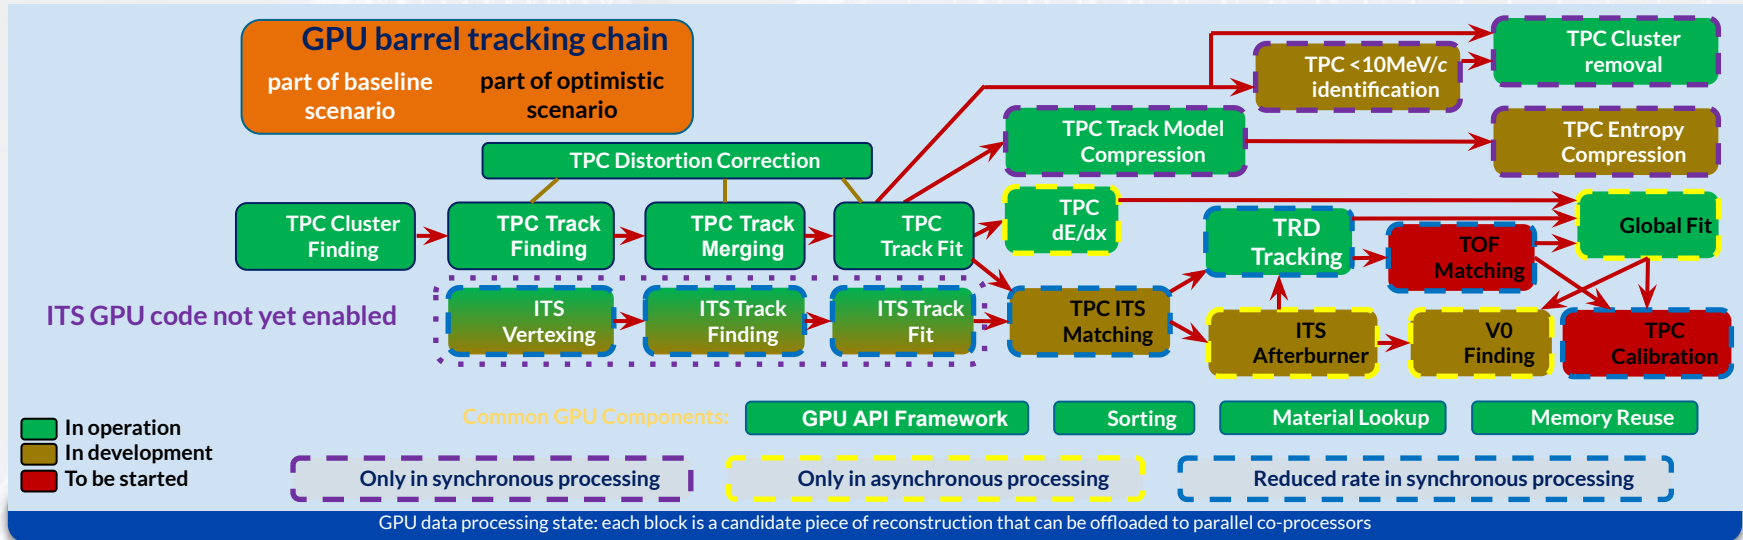 GPU barrel tracking chain
part of baseline
scenario
part of optimistic
scenario
TPC Cluster
removal
TPC <10MeV/c
identification
TPC Track Model
Compression
TPC Entropy
Compression
TPC Distortion Correction
TPC Cluster
Finding
TPC Track
Finding
TPC Track
Merging
TPC
Track Fit
TPC
dE/dx
TRD
Tracking
TOF
Matching
Global Fit
ITS GPU code not yet enabled
ITS
Vertexing
ITS Track
Finding
ITS Track
Fit
TPC ITS
Matching
ITS
Afterburner
V0
Finding
TPC
Calibration
Common GPU Components:
GPU API Framework
Sorting
Material Lookup
Memory Reuse
In operation
In development
To be started
Only in synchronous processing
Only in asynchronous processing
Reduced rate in synchronous processing
GPU data processing state: each block is a candidate piece of reconstruction that can be offloaded to parallel co-processors